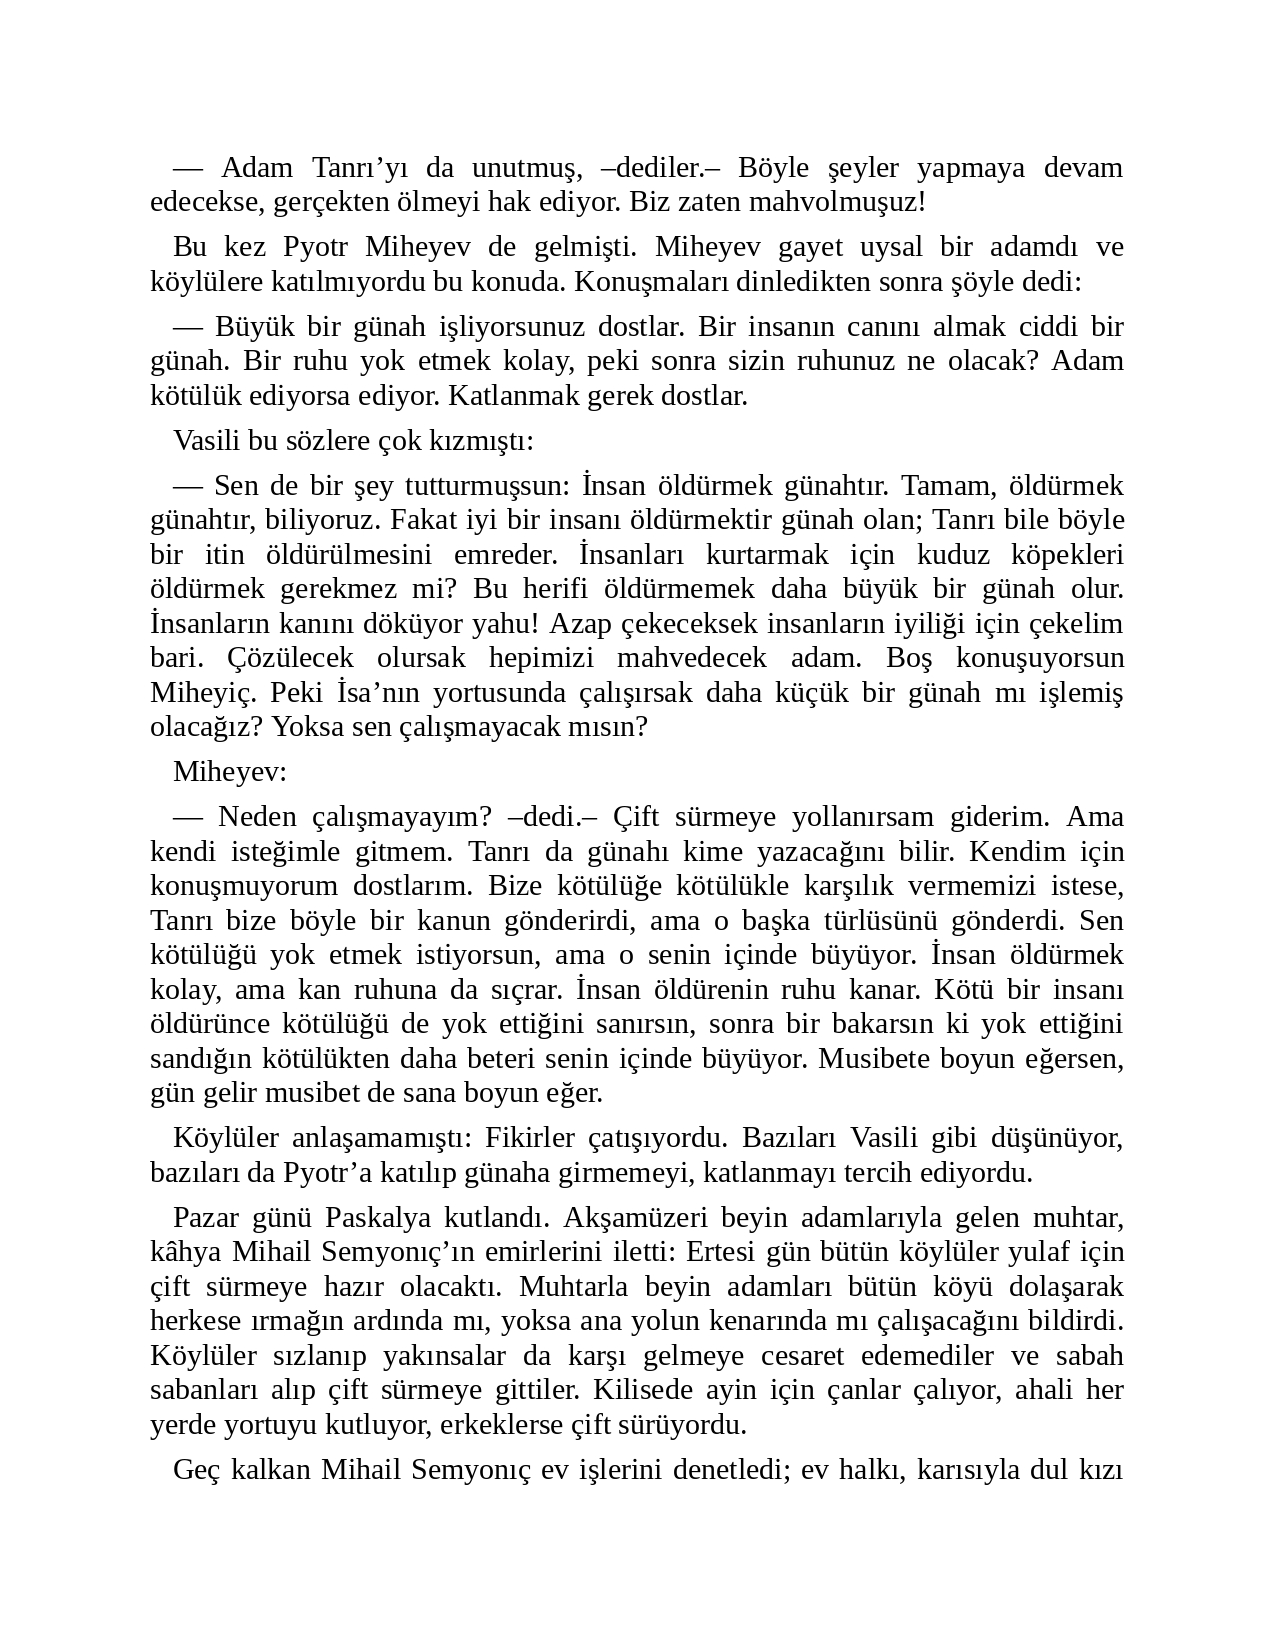 — Adam Tanrı’yı da unutmuş, –dediler.– Böyle şeyler yapmaya devam
edecekse, gerçekten ölmeyi hak ediyor. Biz zaten mahvolmuşuz!
Bu kez Pyotr Miheyev de gelmişti. Miheyev gayet uysal bir adamdı ve
köylülere katılmıyordu bu konuda. Konuşmaları dinledikten sonra şöyle dedi:
— Büyük bir günah işliyorsunuz dostlar. Bir insanın canını almak ciddi bir
günah. Bir ruhu yok etmek kolay, peki sonra sizin ruhunuz ne olacak? Adam
kötülük ediyorsa ediyor. Katlanmak gerek dostlar.
Vasili bu sözlere çok kızmıştı:
— Sen de bir şey tutturmuşsun: İnsan öldürmek günahtır. Tamam, öldürmek
günahtır, biliyoruz. Fakat iyi bir insanı öldürmektir günah olan; Tanrı bile böyle
bir itin öldürülmesini emreder. İnsanları kurtarmak için kuduz köpekleri
öldürmek gerekmez mi? Bu herifi öldürmemek daha büyük bir günah olur.
İnsanların kanını döküyor yahu! Azap çekeceksek insanların iyiliği için çekelim
bari. Çözülecek olursak hepimizi mahvedecek adam. Boş konuşuyorsun
Miheyiç. Peki İsa’nın yortusunda çalışırsak daha küçük bir günah mı işlemiş
olacağız? Yoksa sen çalışmayacak mısın?
Miheyev:
— Neden çalışmayayım? –dedi.– Çift sürmeye yollanırsam giderim. Ama
kendi isteğimle gitmem. Tanrı da günahı kime yazacağını bilir. Kendim için
konuşmuyorum dostlarım. Bize kötülüğe kötülükle karşılık vermemizi istese,
Tanrı bize böyle bir kanun gönderirdi, ama o başka türlüsünü gönderdi. Sen
kötülüğü yok etmek istiyorsun, ama o senin içinde büyüyor. İnsan öldürmek
kolay, ama kan ruhuna da sıçrar. İnsan öldürenin ruhu kanar. Kötü bir insanı
öldürünce kötülüğü de yok ettiğini sanırsın, sonra bir bakarsın ki yok ettiğini
sandığın kötülükten daha beteri senin içinde büyüyor. Musibete boyun eğersen,
gün gelir musibet de sana boyun eğer.
Köylüler anlaşamamıştı: Fikirler çatışıyordu. Bazıları Vasili gibi düşünüyor,
bazıları da Pyotr’a katılıp günaha girmemeyi, katlanmayı tercih ediyordu.
Pazar günü Paskalya kutlandı. Akşamüzeri beyin adamlarıyla gelen muhtar,
kâhya Mihail Semyonıç’ın emirlerini iletti: Ertesi gün bütün köylüler yulaf için
çift sürmeye hazır olacaktı. Muhtarla beyin adamları bütün köyü dolaşarak
herkese ırmağın ardında mı, yoksa ana yolun kenarında mı çalışacağını bildirdi.
Köylüler sızlanıp yakınsalar da karşı gelmeye cesaret edemediler ve sabah
sabanları alıp çift sürmeye gittiler. Kilisede ayin için çanlar çalıyor, ahali her
yerde yortuyu kutluyor, erkeklerse çift sürüyordu.
Geç kalkan Mihail Semyonıç ev işlerini denetledi; ev halkı, karısıyla dul kızı